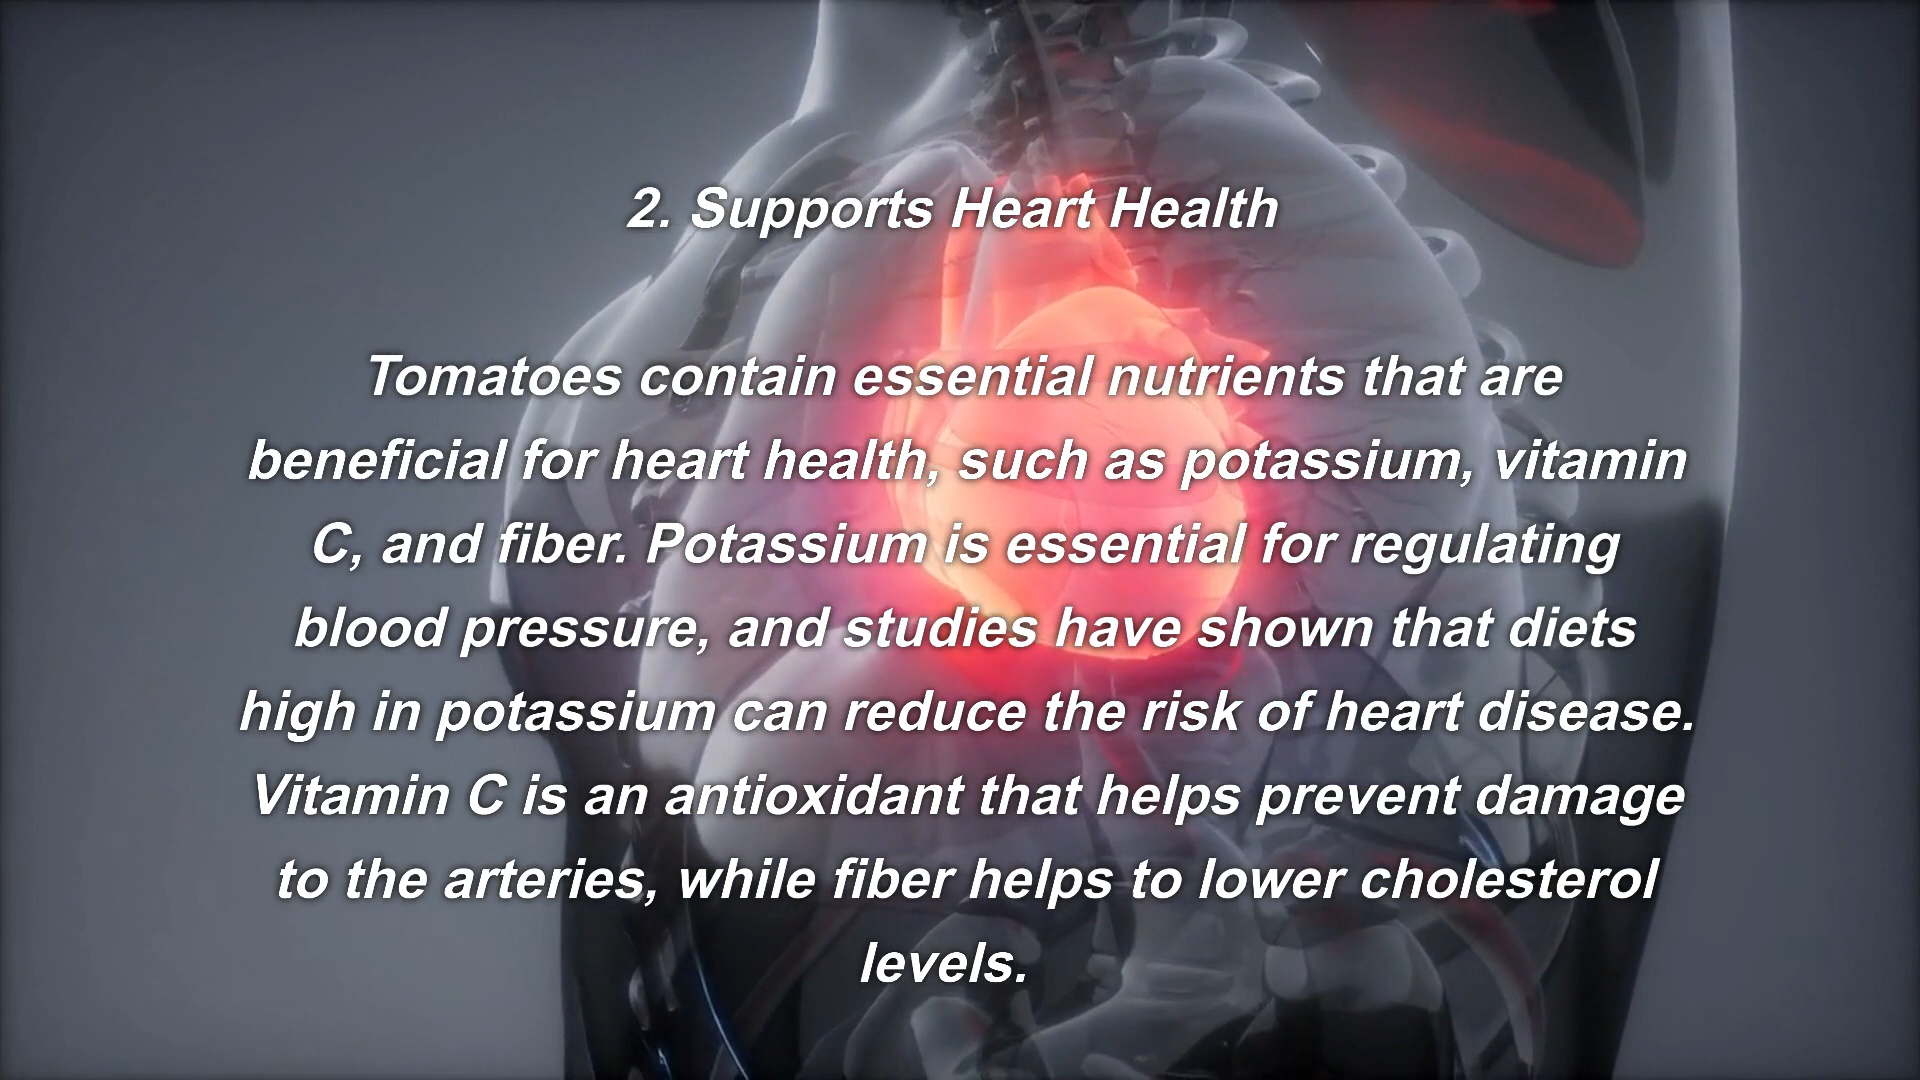 2. Supports Heart Health
Tomatoes contain essential nutrients that are
beneficial for heart health, such as potassium, vitamin
C, and fiber. Potassium is essential for regulating
blood pressure, and studies have shown that diets
high in potassium can reduce the risk of heart disease.
Vitamin C is an antioxidant that helps prevent damage
to the arteries, while fiber helps to lower cholesterol
levels.